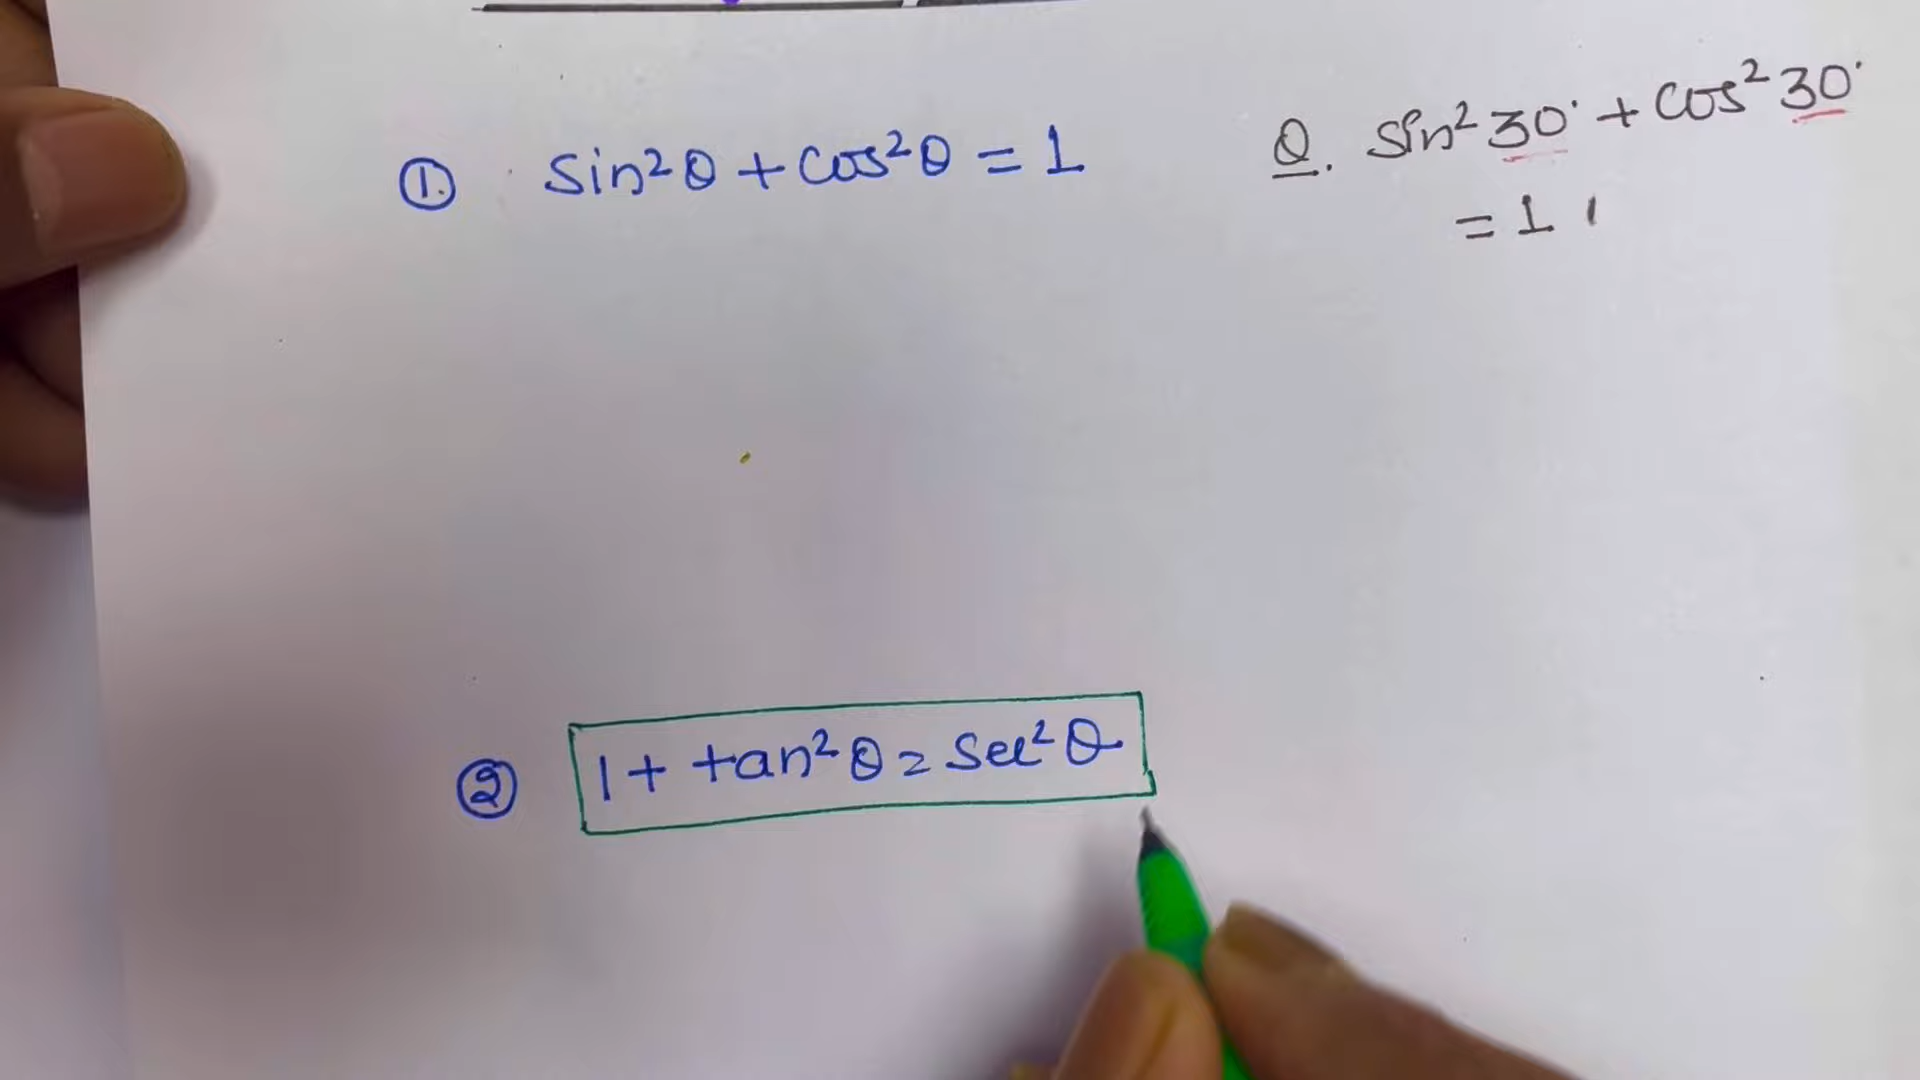 ①. sin²θ + cos²θ = 1
Q. sin²30° + cos²30°
= 1
② 1 + tan²θ = sec²θ